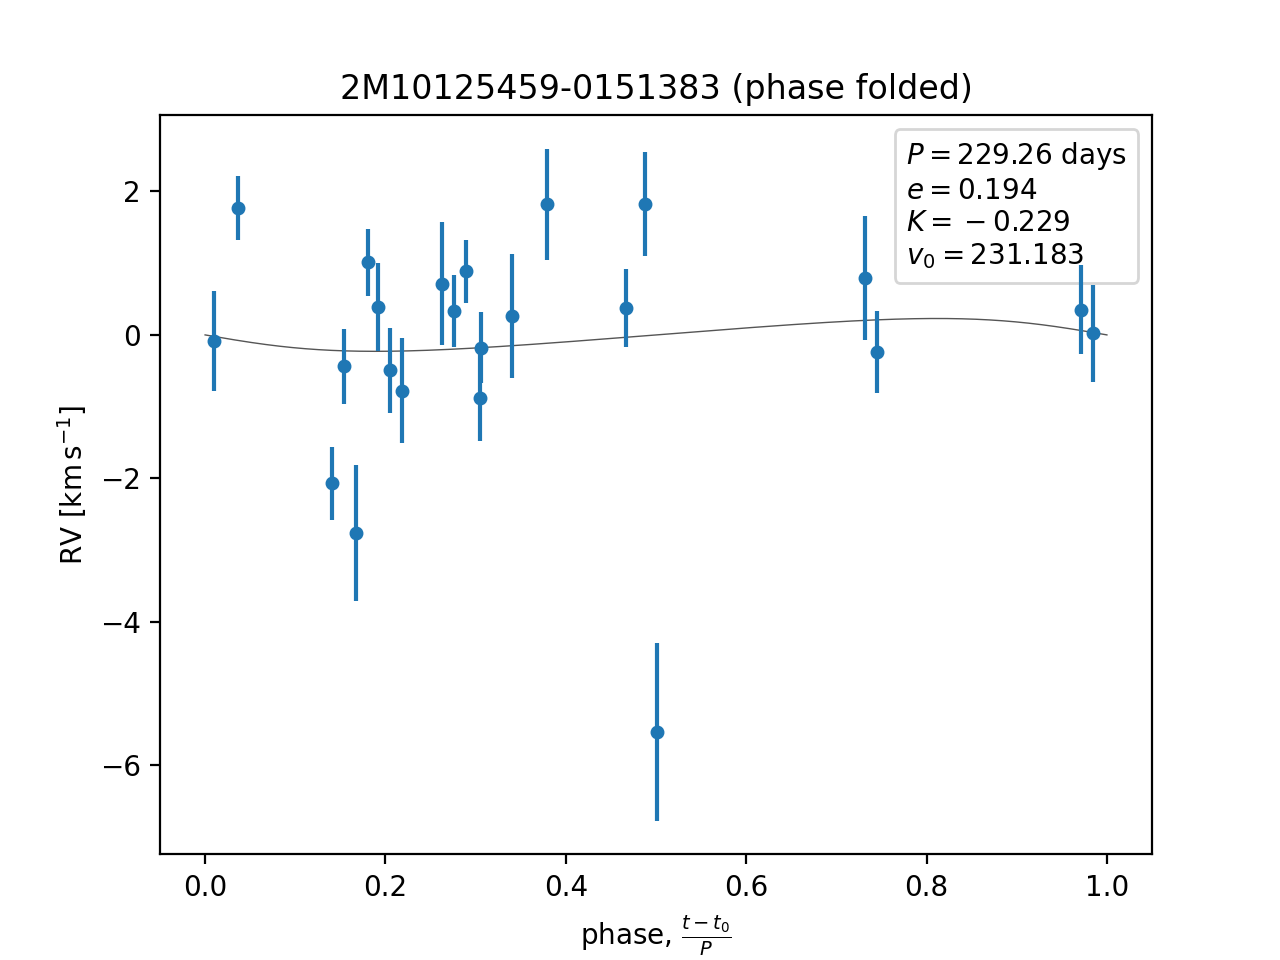 2M10125459-0151383 (phase folded)
P = 229.26 days
e = 0.194
K = −0.229
v₀ = 231.183
2
0
−2
−4
−6
RV [km s⁻¹]
0.0 0.2 0.4 0.6 0.8 1.0
phase, (t − t₀)/P